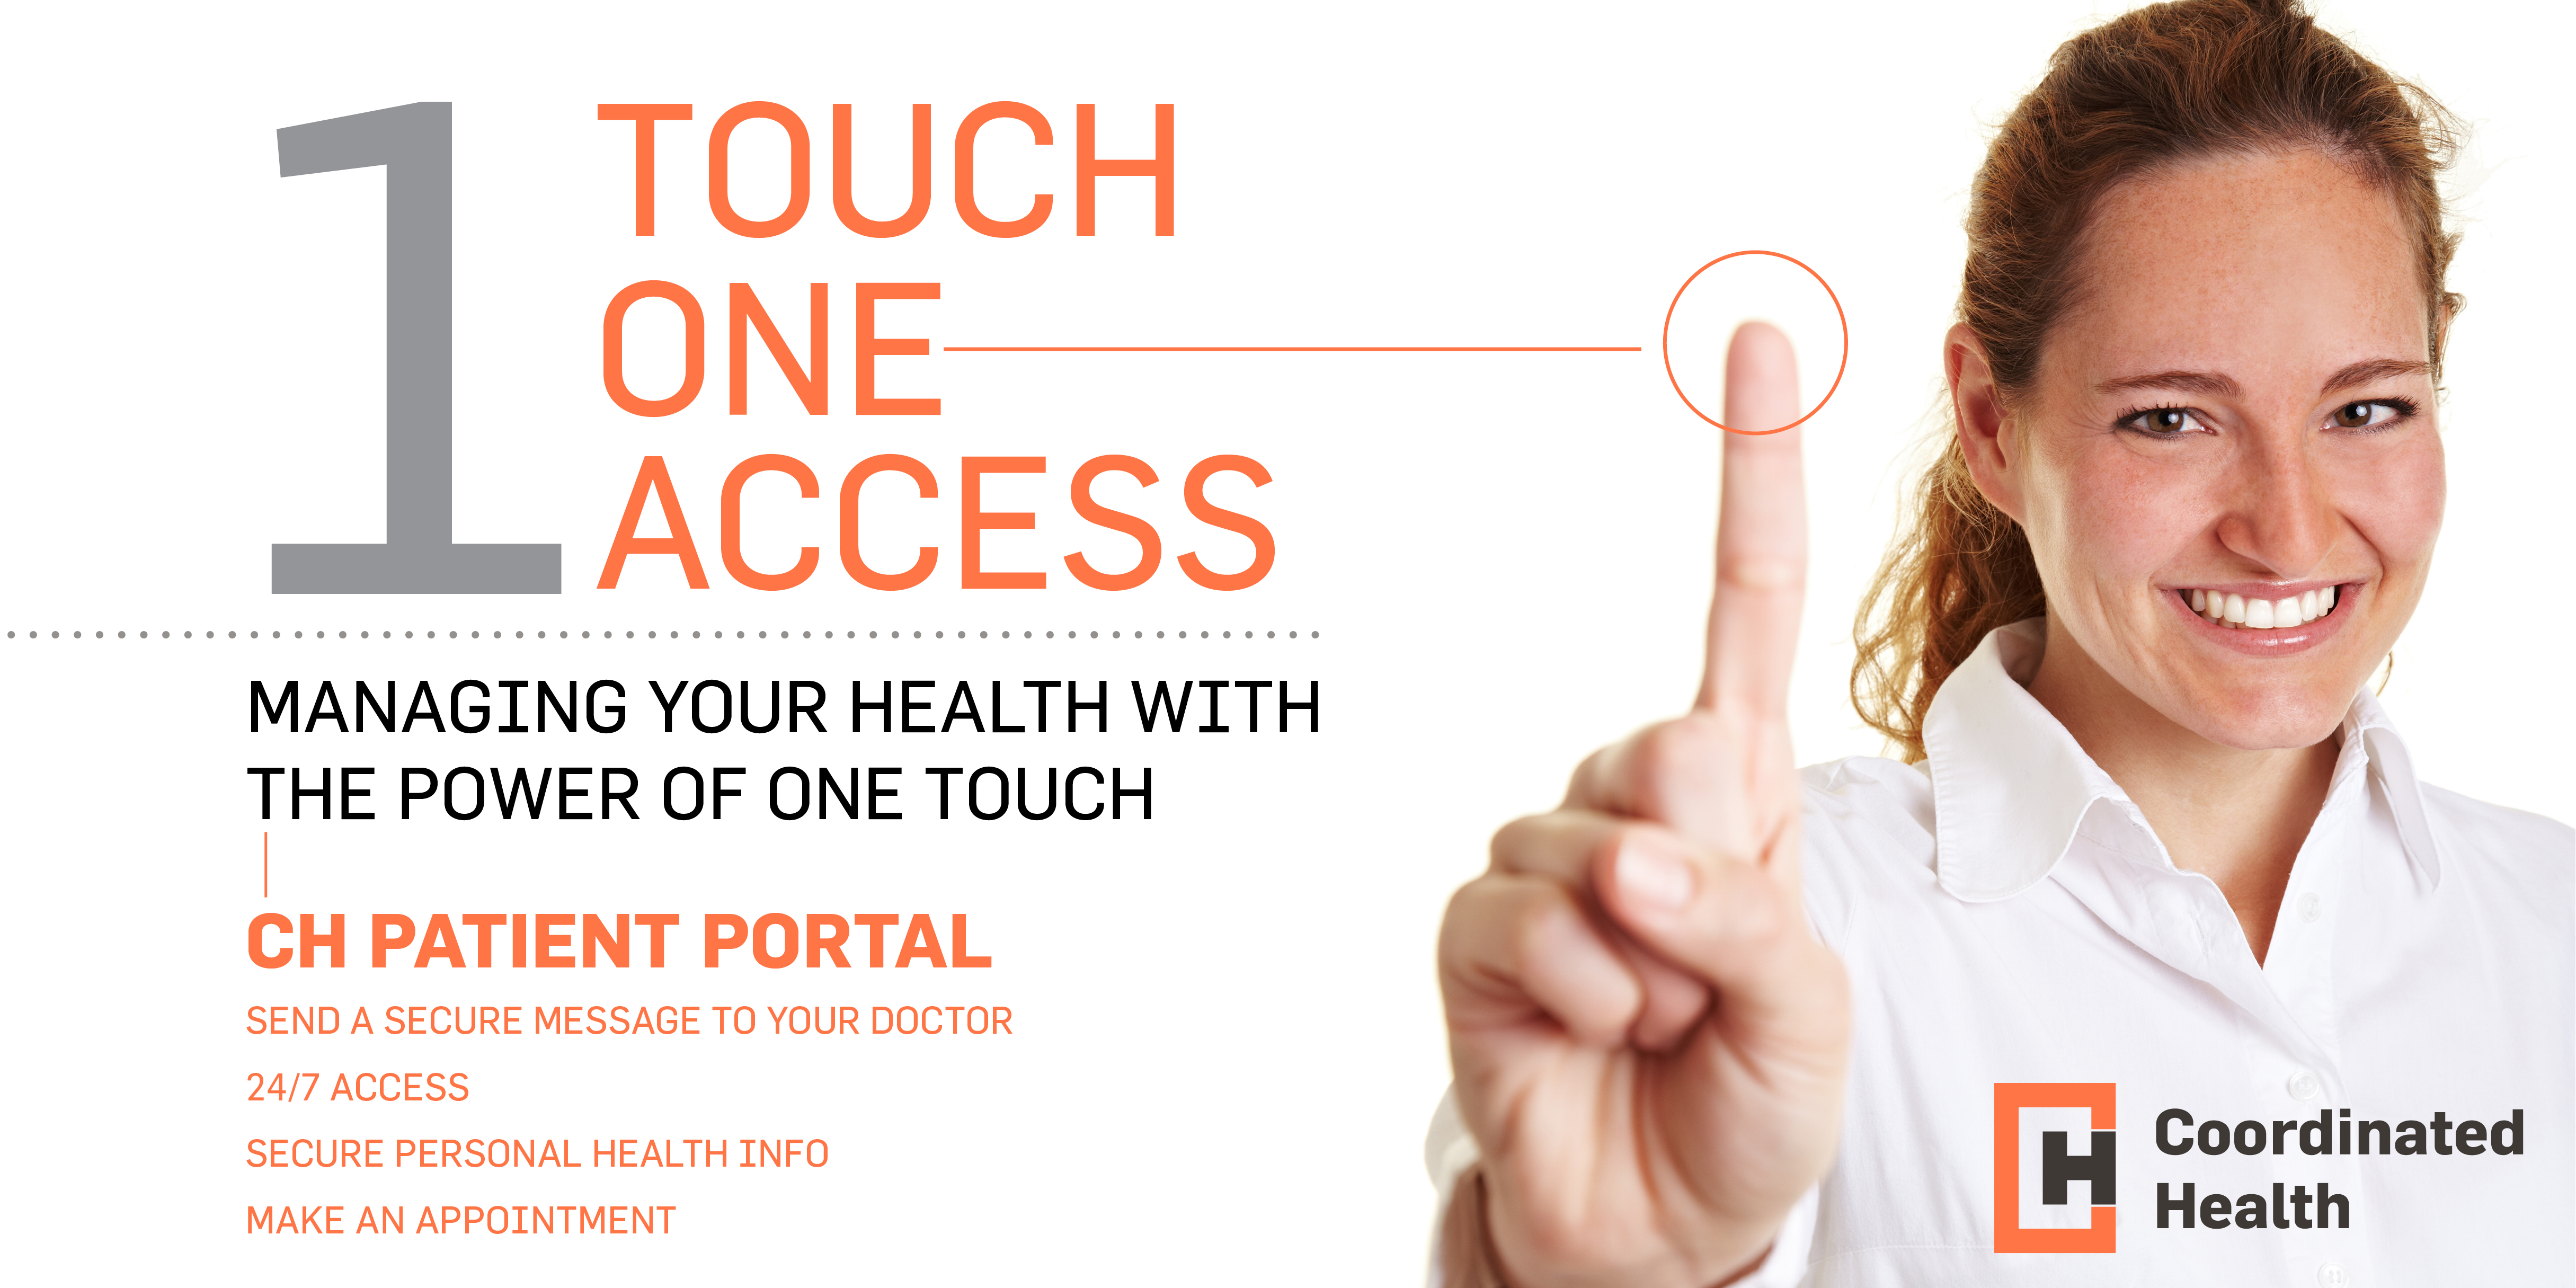 1 TOUCH
ONE
ACCESS
MANAGING YOUR HEALTH WITH
THE POWER OF ONE TOUCH
CH PATIENT PORTAL
SEND A SECURE MESSAGE TO YOUR DOCTOR
24/7 ACCESS
SECURE PERSONAL HEALTH INFO
MAKE AN APPOINTMENT
CH
Coordinated
Health